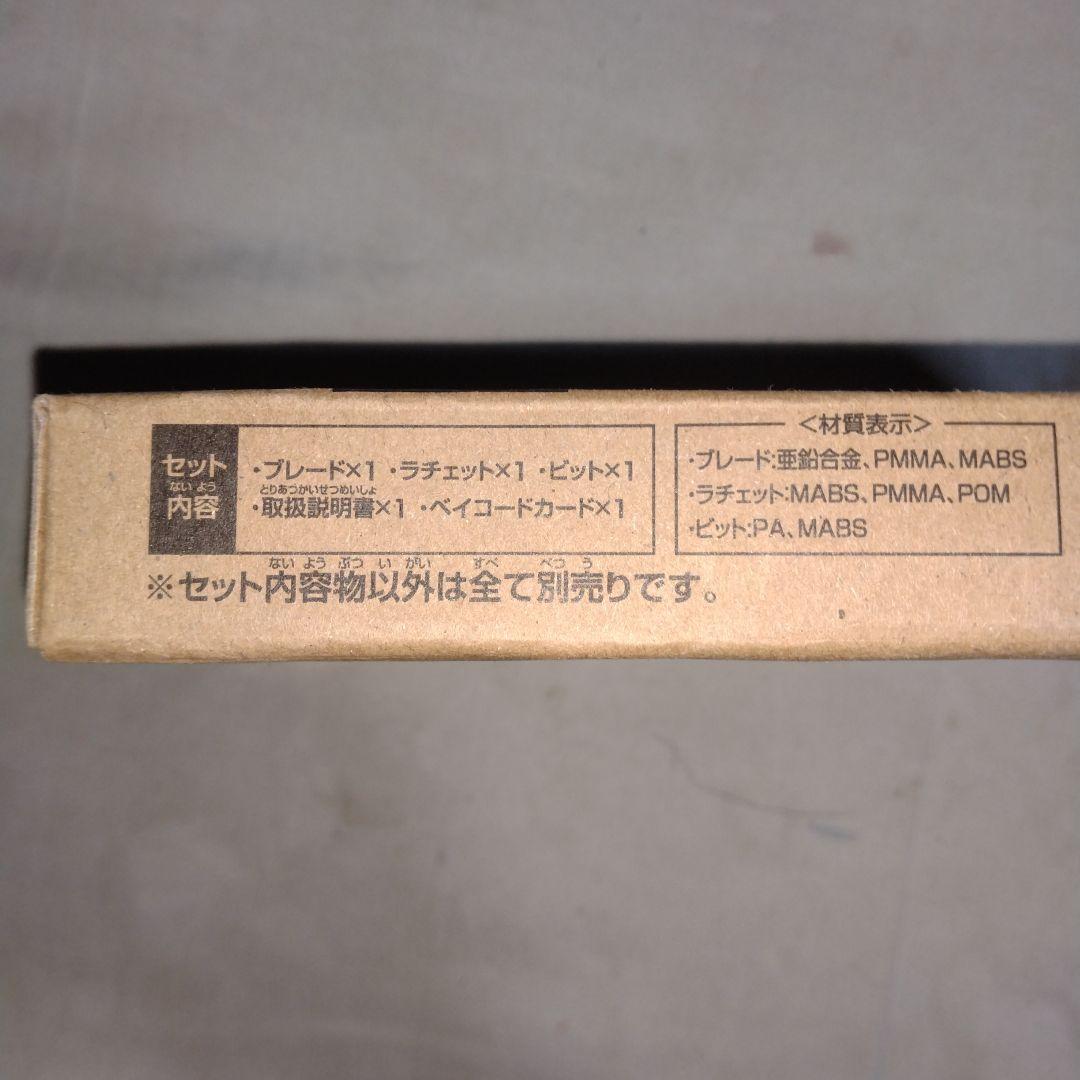 セット
ないよう
内容
・ブレード×1 ・ラチェット×1 ・ビット×1
とりあつかいせつめいしょ
・取扱説明書×1 ・ベイコードカード×1
<材質表示>
・ブレード:亜鉛合金、PMMA、MABS
・ラチェット:MABS、PMMA、POM
・ビット:PA、MABS
ないようぶついがい すべ べつう
※セット内容物以外は全て別売りです。